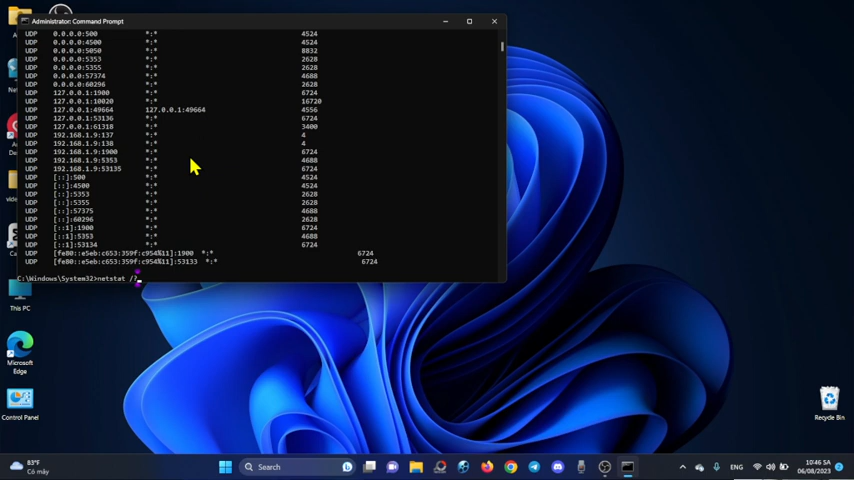 Administrator: Command Prompt
UDP 0.0.0.0:500 *:* 4524
UDP 0.0.0.0:4500 *:* 4524
UDP 0.0.0.0:5050 *:* 8832
UDP 0.0.0.0:5353 *:* 2628
UDP 0.0.0.0:5355 *:* 2628
UDP 0.0.0.0:57374 *:* 4688
UDP 0.0.0.0:60296 *:* 2628
UDP 127.0.0.1:1900 *:* 6724
UDP 127.0.0.1:10020 *:* 16720
UDP 127.0.0.1:49664 127.0.0.1:49664 4556
UDP 127.0.0.1:53136 *:* 6724
UDP 127.0.0.1:61318 *:* 3400
UDP 192.168.1.9:137 *:* 4
UDP 192.168.1.9:138 *:* 4
UDP 192.168.1.9:1900 *:* 6724
UDP 192.168.1.9:5353 *:* 4688
UDP 192.168.1.9:53135 *:* 6724
UDP [::]:500 *:* 4524
UDP [::]:4500 *:* 4524
UDP [::]:5353 *:* 2628
UDP [::]:5355 *:* 2628
UDP [::]:57375 *:* 4688
UDP [::]:60296 *:* 2628
UDP [::1]:1900 *:* 6724
UDP [::1]:5353 *:* 4688
UDP [::1]:53134 *:* 6724
UDP [fe80::e5eb:c653:359f:c954%11]:1900 *:* 6724
UDP [fe80::e5eb:c653:359f:c954%11]:53133 *:* 6724
C:\Windows\System32>netstat /?
This PC
Microsoft
Edge
Control Panel
Recycle Bin
83°F
Có mây
Search
ENG
10:46 SA
06/08/2023